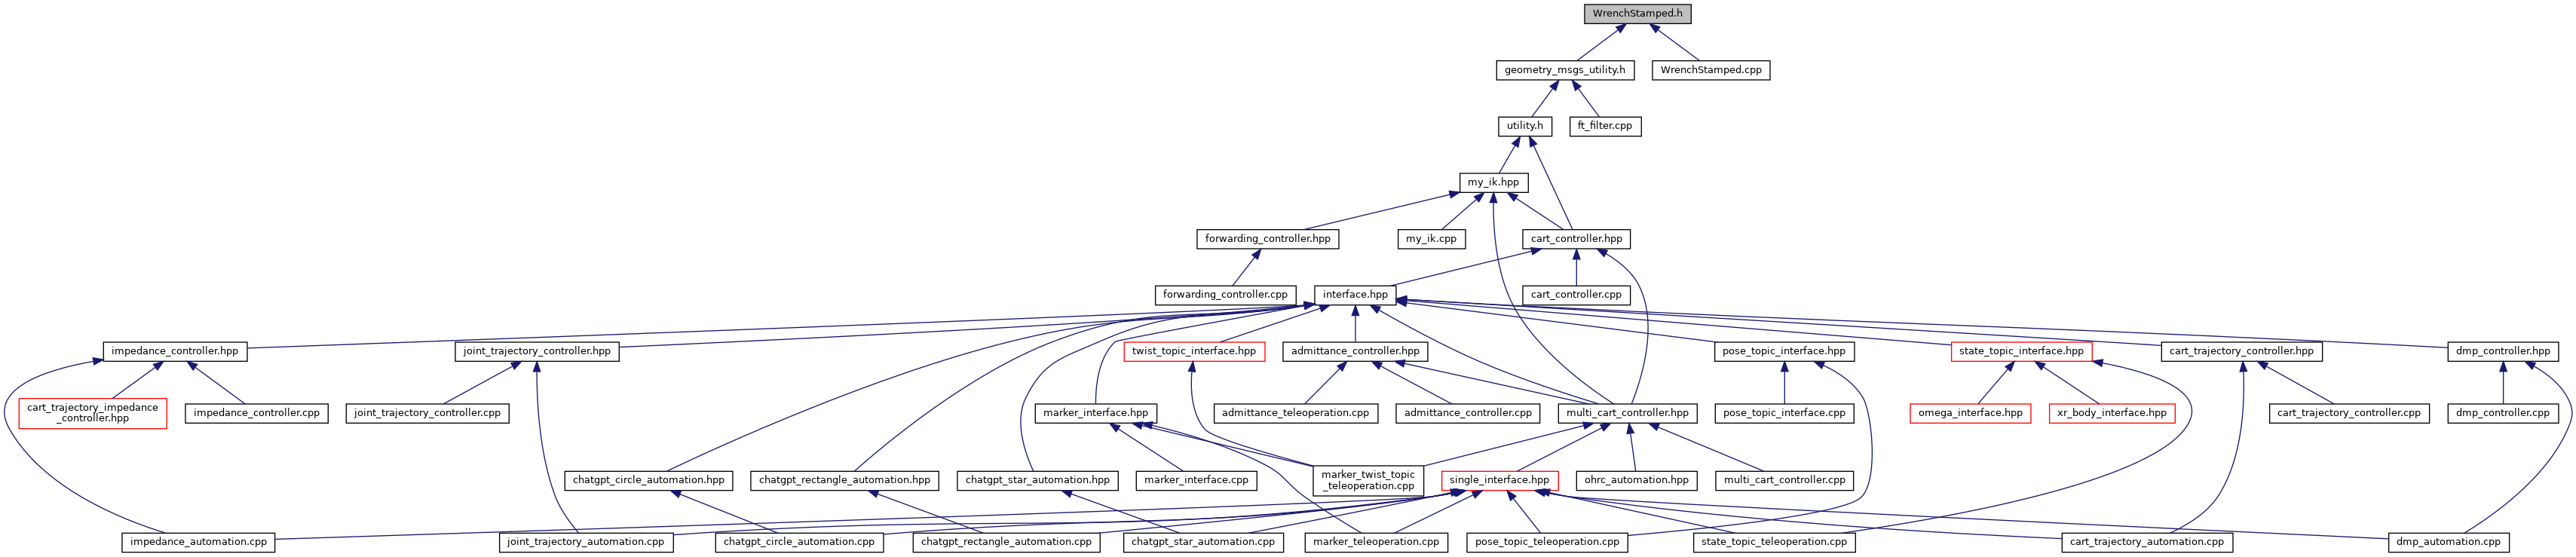 WrenchStamped.h
geometry_msgs_utility.h
WrenchStamped.cpp
utility.h
ft_filter.cpp
my_ik.hpp
forwarding_controller.hpp
my_ik.cpp
cart_controller.hpp
forwarding_controller.cpp
interface.hpp
cart_controller.cpp
impedance_controller.hpp
joint_trajectory_controller.hpp
twist_topic_interface.hpp
admittance_controller.hpp
pose_topic_interface.hpp
state_topic_interface.hpp
cart_trajectory_controller.hpp
dmp_controller.hpp
cart_trajectory_impedance
_controller.hpp
impedance_controller.cpp
joint_trajectory_controller.cpp
marker_interface.hpp
admittance_teleoperation.cpp
admittance_controller.cpp
multi_cart_controller.hpp
pose_topic_interface.cpp
omega_interface.hpp
xr_body_interface.hpp
cart_trajectory_controller.cpp
dmp_controller.cpp
chatgpt_circle_automation.hpp
chatgpt_rectangle_automation.hpp
chatgpt_star_automation.hpp
marker_interface.cpp
marker_twist_topic
_teleoperation.cpp
single_interface.hpp
ohrc_automation.hpp
multi_cart_controller.cpp
impedance_automation.cpp
joint_trajectory_automation.cpp
chatgpt_circle_automation.cpp
chatgpt_rectangle_automation.cpp
chatgpt_star_automation.cpp
marker_teleoperation.cpp
pose_topic_teleoperation.cpp
state_topic_teleoperation.cpp
cart_trajectory_automation.cpp
dmp_automation.cpp